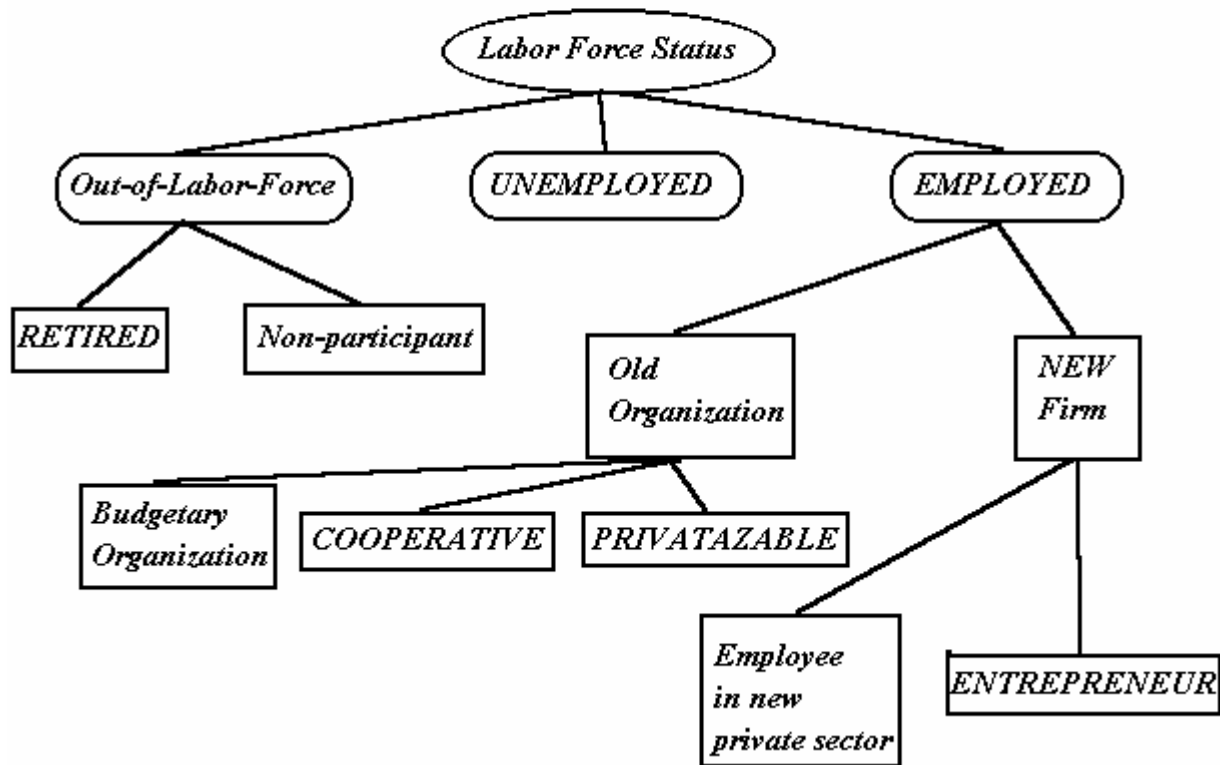 Labor Force Status
Out-of-Labor-Force
UNEMPLOYED
EMPLOYED
RETIRED
Non-participant
Old
Organization
NEW
Firm
Budgetary
Organization
COOPERATIVE
PRIVATAZABLE
Employee
in new
private sector
ENTREPRENEUR